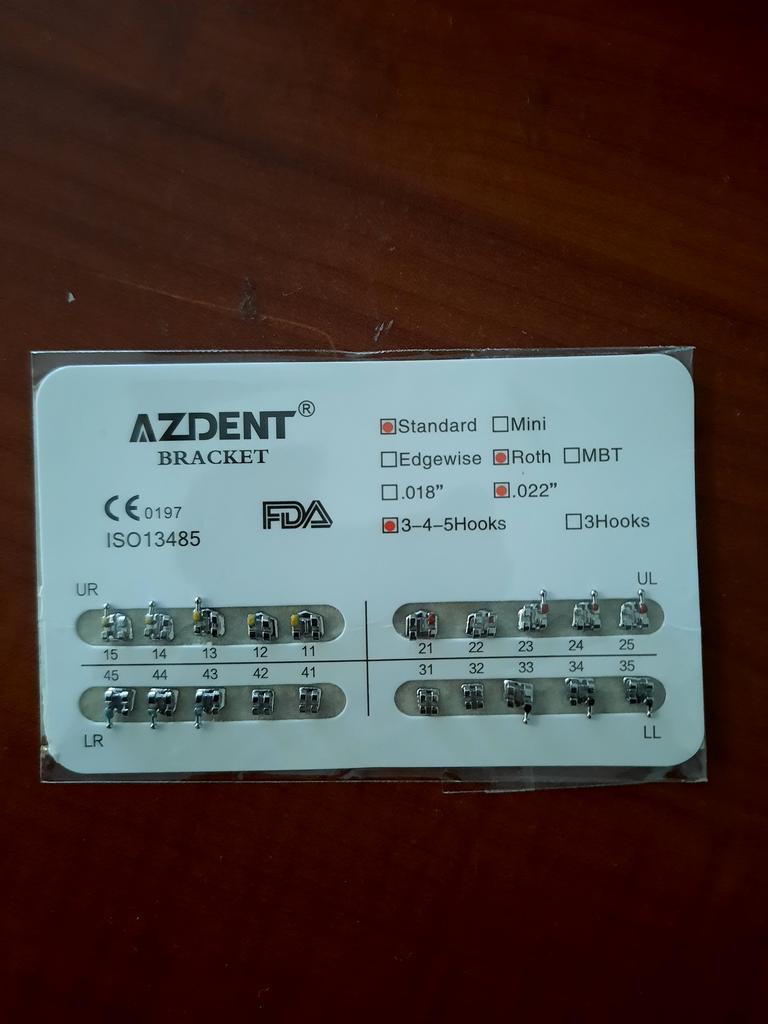 AZDENT®
BRACKET
CE 0197
FDA
ISO13485
Standard Mini
Edgewise Roth MBT
.018" .022"
3-4-5Hooks 3Hooks
UR UL
15 14 13 12 11 21 22 23 24 25
45 44 43 42 41 31 32 33 34 35
LR LL